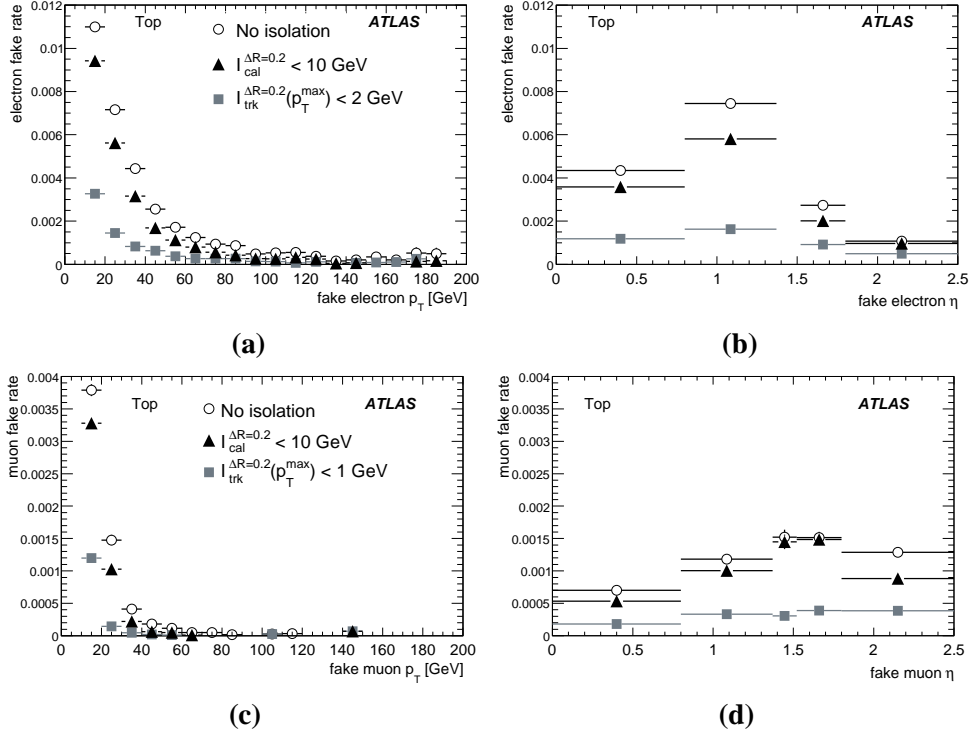 electron fake rate
0.012
0.01
0.008
0.006
0.004
0.002
0
Top
ATLAS
No isolation
I_cal^ΔR=0.2 < 10 GeV
I_trk^ΔR=0.2(p_T^max) < 2 GeV
0 20 40 60 80 100 120 140 160 180 200
fake electron p_T [GeV]
(a)
electron fake rate
0.012
0.01
0.008
0.006
0.004
0.002
0
Top
ATLAS
0 0.5 1 1.5 2 2.5
fake electron η
(b)
muon fake rate
0.004
0.0035
0.003
0.0025
0.002
0.0015
0.001
0.0005
0
Top
ATLAS
No isolation
I_cal^ΔR=0.2 < 10 GeV
I_trk^ΔR=0.2(p_T^max) < 1 GeV
0 20 40 60 80 100 120 140 160 180 200
fake muon p_T [GeV]
(c)
muon fake rate
0.004
0.0035
0.003
0.0025
0.002
0.0015
0.001
0.0005
0
Top
ATLAS
0 0.5 1 1.5 2 2.5
fake muon η
(d)